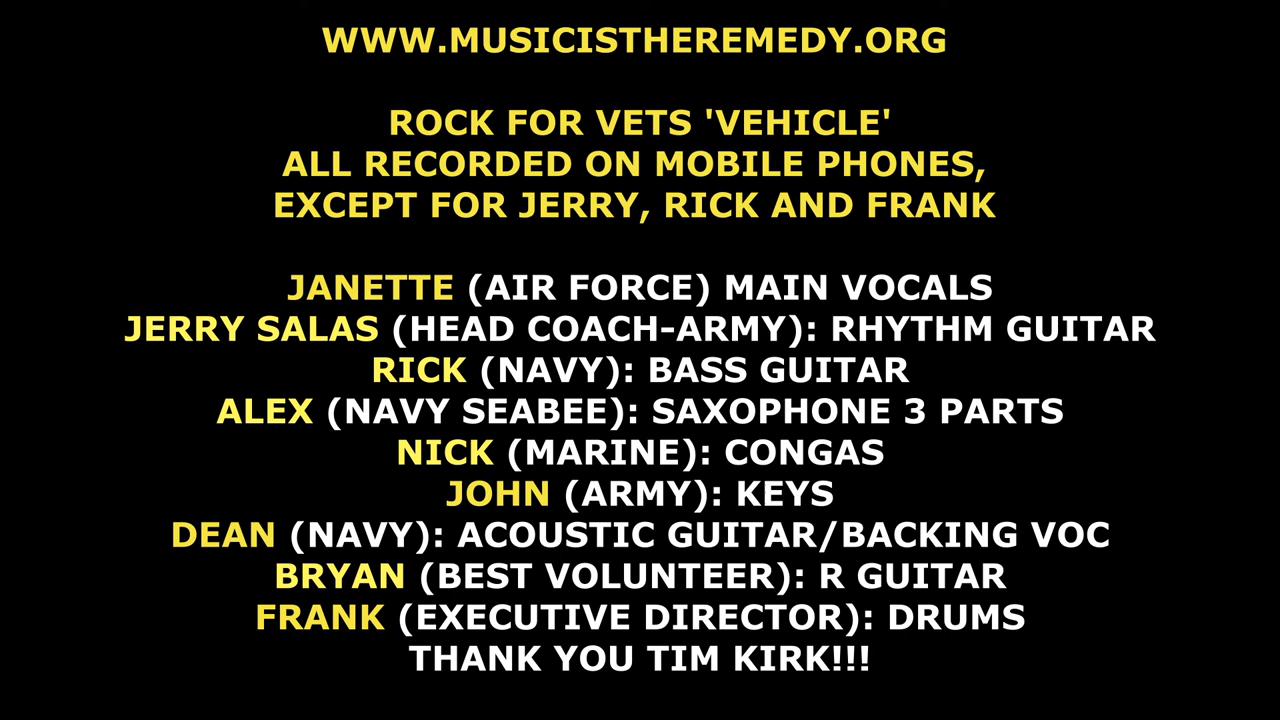 WWW.MUSICISTHEREMEDY.ORG
ROCK FOR VETS 'VEHICLE'
ALL RECORDED ON MOBILE PHONES,
EXCEPT FOR JERRY, RICK AND FRANK
JANETTE (AIR FORCE) MAIN VOCALS
JERRY SALAS (HEAD COACH-ARMY): RHYTHM GUITAR
RICK (NAVY): BASS GUITAR
ALEX (NAVY SEABEE): SAXOPHONE 3 PARTS
NICK (MARINE): CONGAS
JOHN (ARMY): KEYS
DEAN (NAVY): ACOUSTIC GUITAR/BACKING VOC
BRYAN (BEST VOLUNTEER): R GUITAR
FRANK (EXECUTIVE DIRECTOR): DRUMS
THANK YOU TIM KIRK!!!